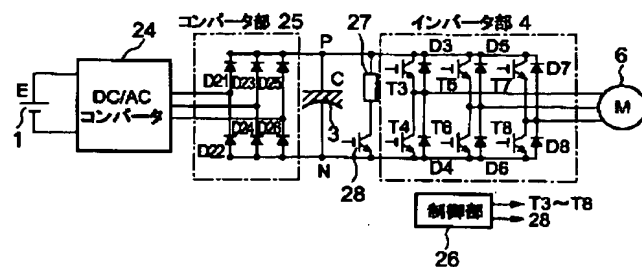 24
コンバータ部 25
27
インバータ部 4
P
D3
D5
6
E
DC/AC
コンバータ
D21
D23
D25
C
T3
T5
T7
D7
M
1
3
D24
D26
D22
T4
T6
T8
D8
N
28
D4
D6
制御部
T3～T8
28
26